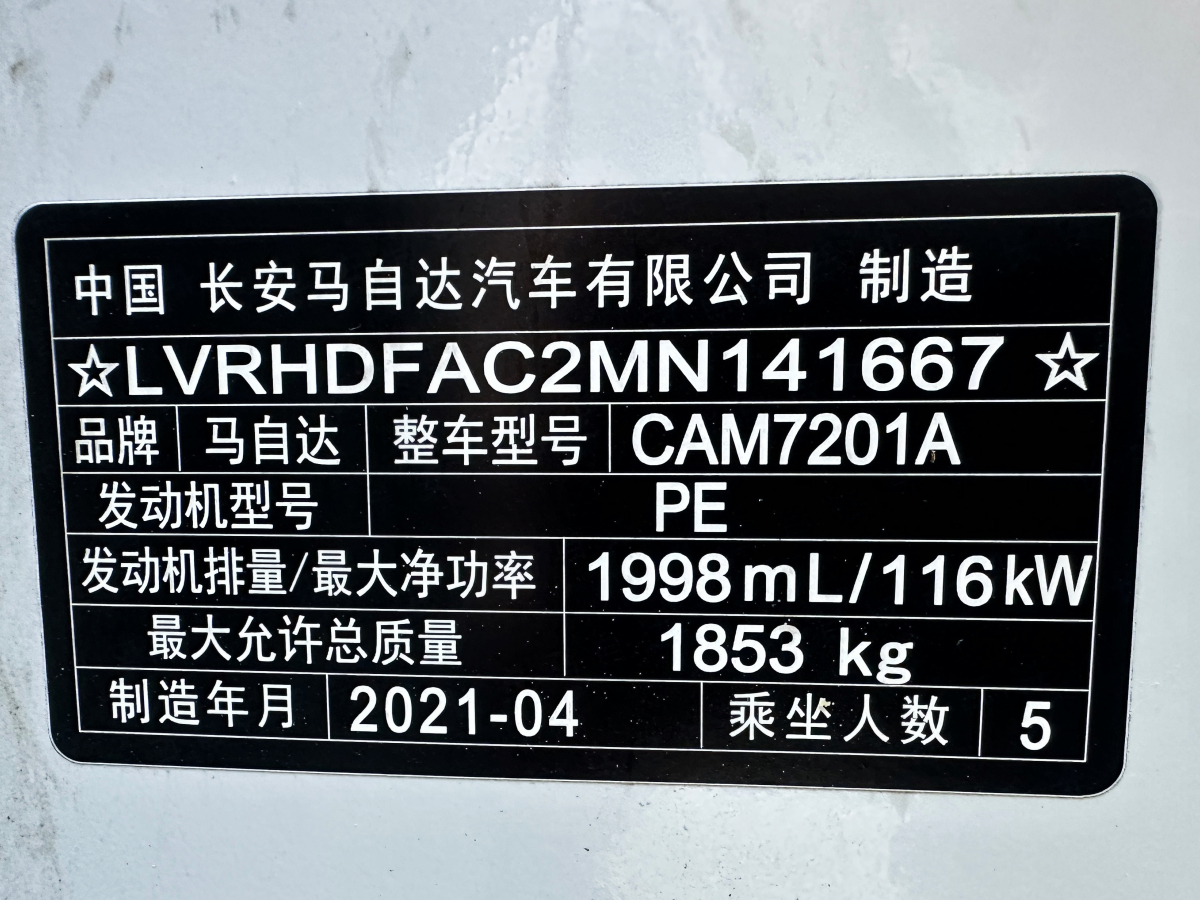 中国 长安马自达汽车有限公司 制造
☆LVRHDFAC2MN141667☆
品牌 马自达 整车型号 CAM7201A
发动机型号 PE
发动机排量/最大净功率 1998mL/116kW
最大允许总质量 1853 kg
制造年月 2021-04 乘坐人数 5